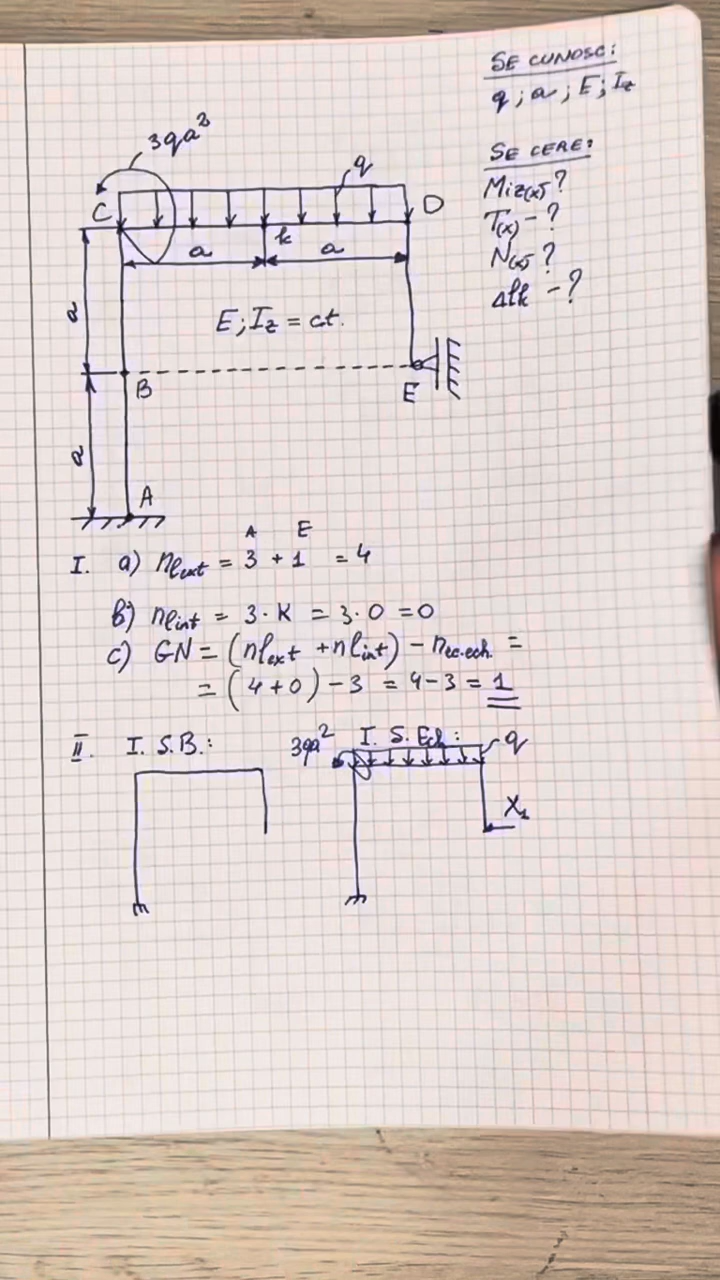 SE CUNOSC:
q ; a ; E ; Iz
SE CERE:
Miz(x)?
T(x) - ?
N(x)?
Δfk - ?
3qa²
q
C
D
k
a
a
a
E ; Iz = ct.
B
E
a
A
A E
I. a) nlext = 3 + 1 = 4
b) nlint = 3 · K = 3 · 0 = 0
c) GN = (nlext + nlint) - nec.ech. =
= (4 + 0) - 3 = 4 - 3 = 1
II. I. S.B.:
I. S. Ech:
3qa²
q
X₁